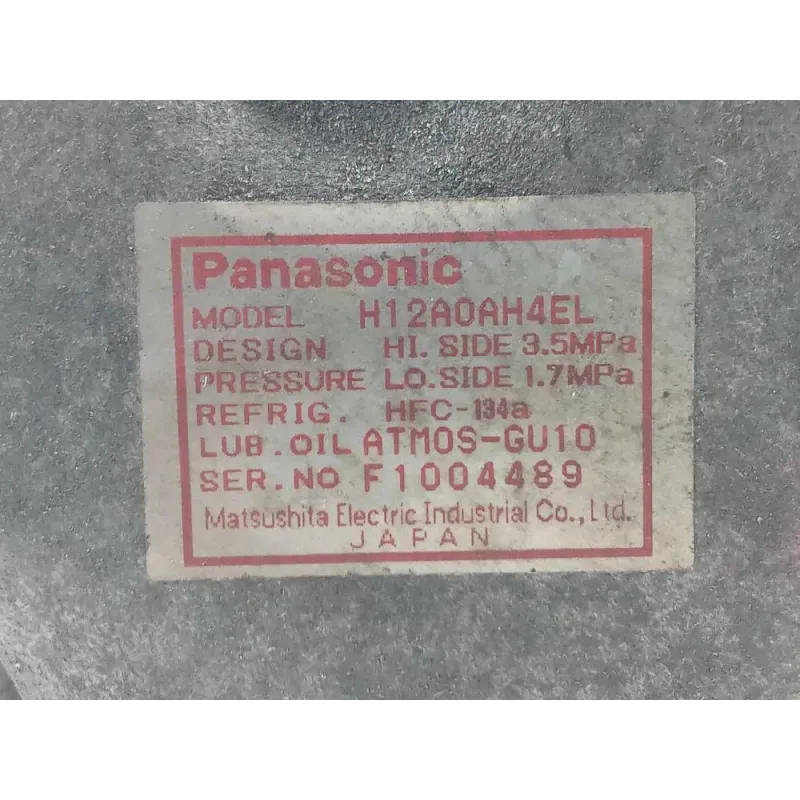 Panasonic
MODEL H12A0AH4EL
DESIGN HI. SIDE 3.5MPa
PRESSURE LO.SIDE 1.7MPa
REFRIG. HFC-134a
LUB.OIL ATMOS-GU10
SER.NO F1004489
Matsushita Electric Industrial Co., Ltd.
JAPAN